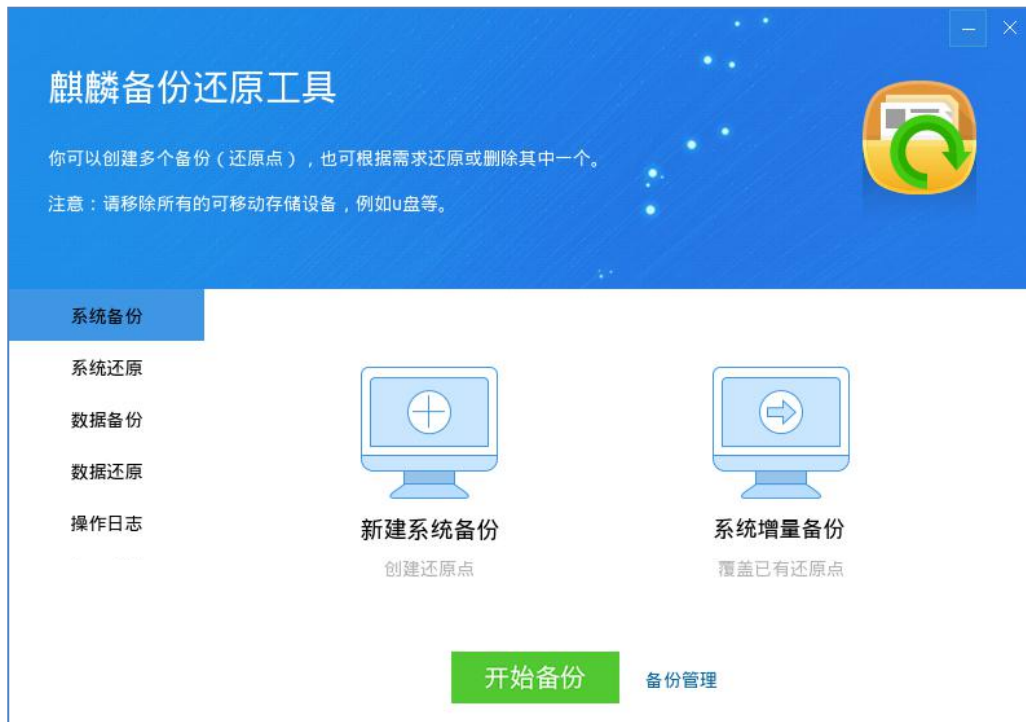 麒麟备份还原工具
你可以创建多个备份（还原点），也可根据需求还原或删除其中一个。
注意：请移除所有的可移动存储设备，例如u盘等。
系统备份
系统还原
数据备份
数据还原
操作日志
新建系统备份
创建还原点
系统增量备份
覆盖已有还原点
开始备份
备份管理